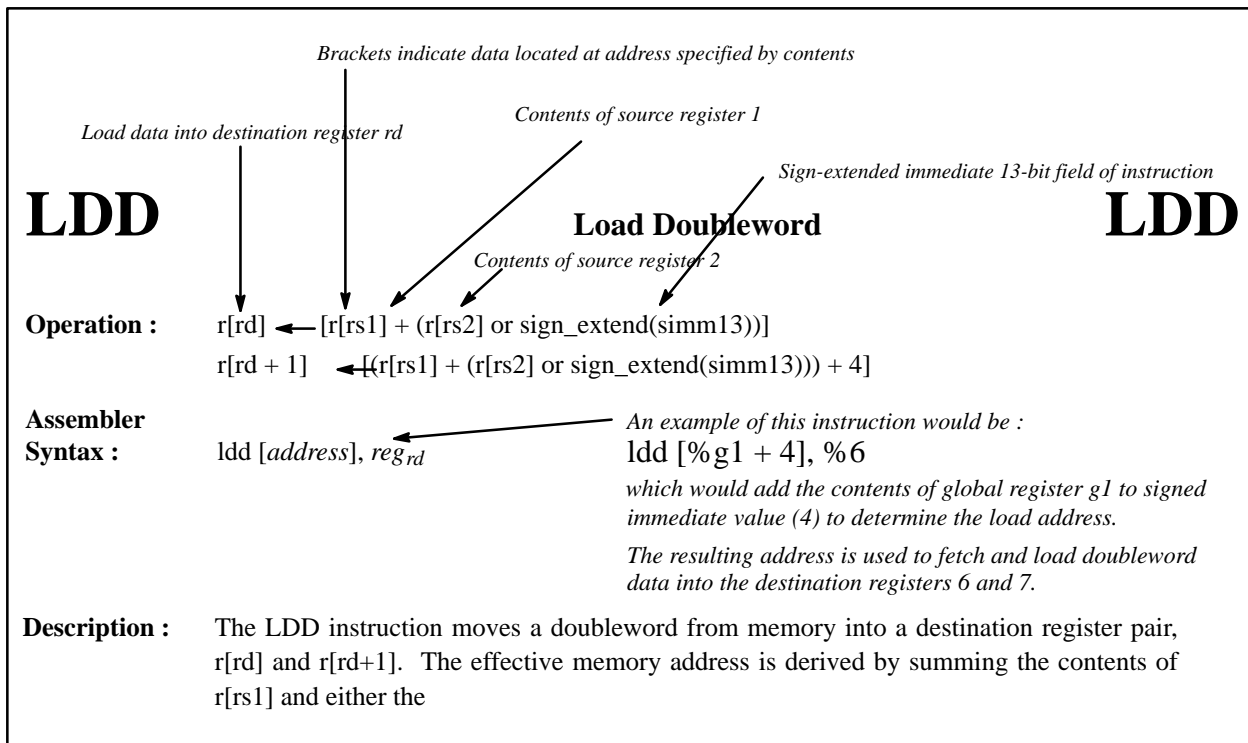 Brackets indicate data located at address specified by contents
Contents of source register 1
Load data into destination register rd
Sign-extended immediate 13-bit field of instruction
LDD Load Doubleword LDD
Contents of source register 2
Operation : r[rd] [r[rs1] + (r[rs2] or sign_extend(simm13))]
r[rd + 1] [(r[rs1] + (r[rs2] or sign_extend(simm13))) + 4]
Assembler
Syntax : ldd [address], reg_rd
An example of this instruction would be :
ldd [%g1 + 4], %6
which would add the contents of global register g1 to signed
immediate value (4) to determine the load address.
The resulting address is used to fetch and load doubleword
data into the destination registers 6 and 7.
Description : The LDD instruction moves a doubleword from memory into a destination register pair,
r[rd] and r[rd+1]. The effective memory address is derived by summing the contents of
r[rs1] and either the